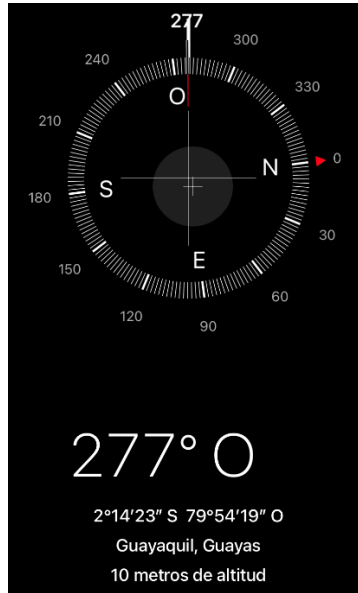 277
300
240
330
O
210
N
0
180
S
30
150
E
60
120
90
277° O
2°14′23″ S 79°54′19″ O
Guayaquil, Guayas
10 metros de altitud